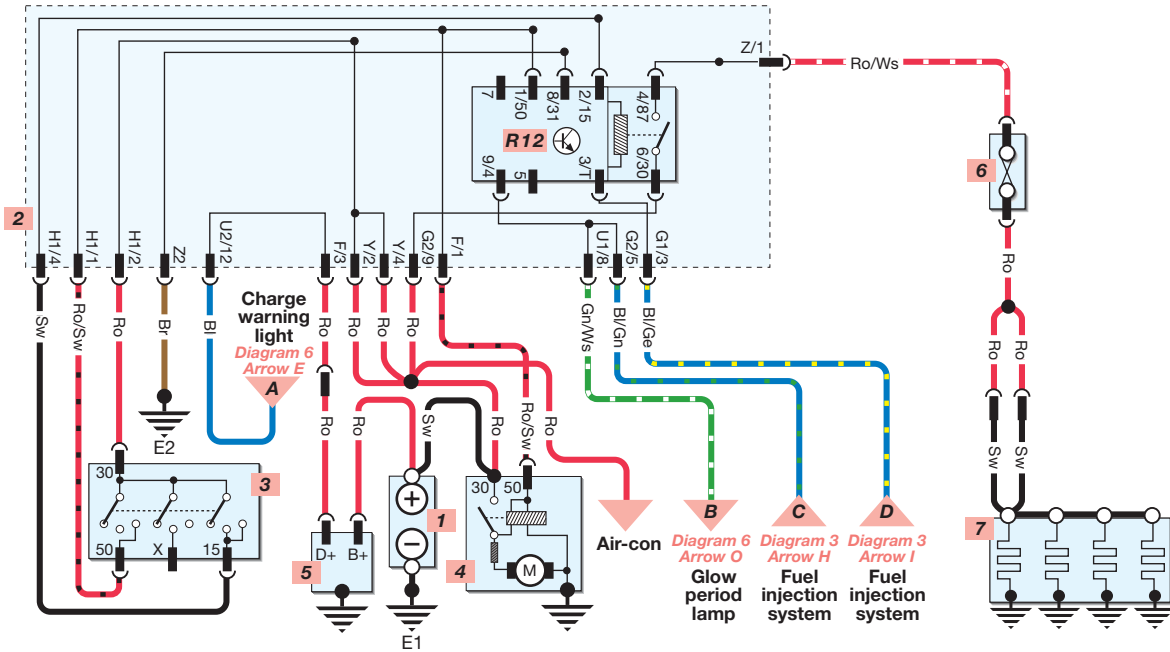 Z/1
Ro/Ws
7
1/50
8/31
2/15
4/87
R12
9/4
5
3/T
6/30
6
2
H1/4
H1/1
H1/2
Z2
U2/12
F/3
Y/2
Y/4
G2/9
F/1
U1/8
G2/5
G1/3
Sw
Ro/Sw
Ro
Br
Bl
Charge
warning
light
Diagram 6
Arrow E
A
Ro
Ro
Ro
Ro
Gn/Ws
Bl/Gn
Bl/Ge
Ro
Ro
Ro
E2
Ro
Ro
Sw
Ro
Ro/Sw
Ro
Sw
Sw
30
3
50
X
15
D+
B+
5
+
−
1
E1
30
50
M
4
Air-con
B
Diagram 6
Arrow O
Glow
period
lamp
C
Diagram 3
Arrow H
Fuel
injection
system
D
Diagram 3
Arrow I
Fuel
injection
system
7